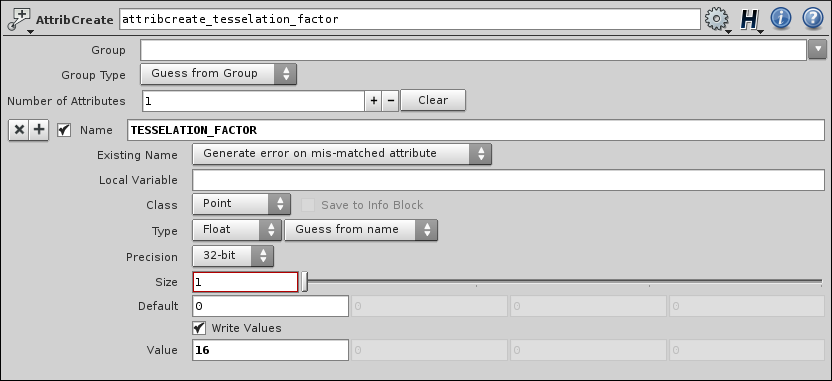 AttribCreate attribcreate_tesselation_factor H i ?
Group
Group Type Guess from Group
Number of Attributes 1 + − Clear
× + Name TESSELATION_FACTOR
Existing Name Generate error on mis-matched attribute
Local Variable
Class Point Save to Info Block
Type Float Guess from name
Precision 32-bit
Size 1
Default 0 0 0 0
Write Values
Value 16 0 0 0